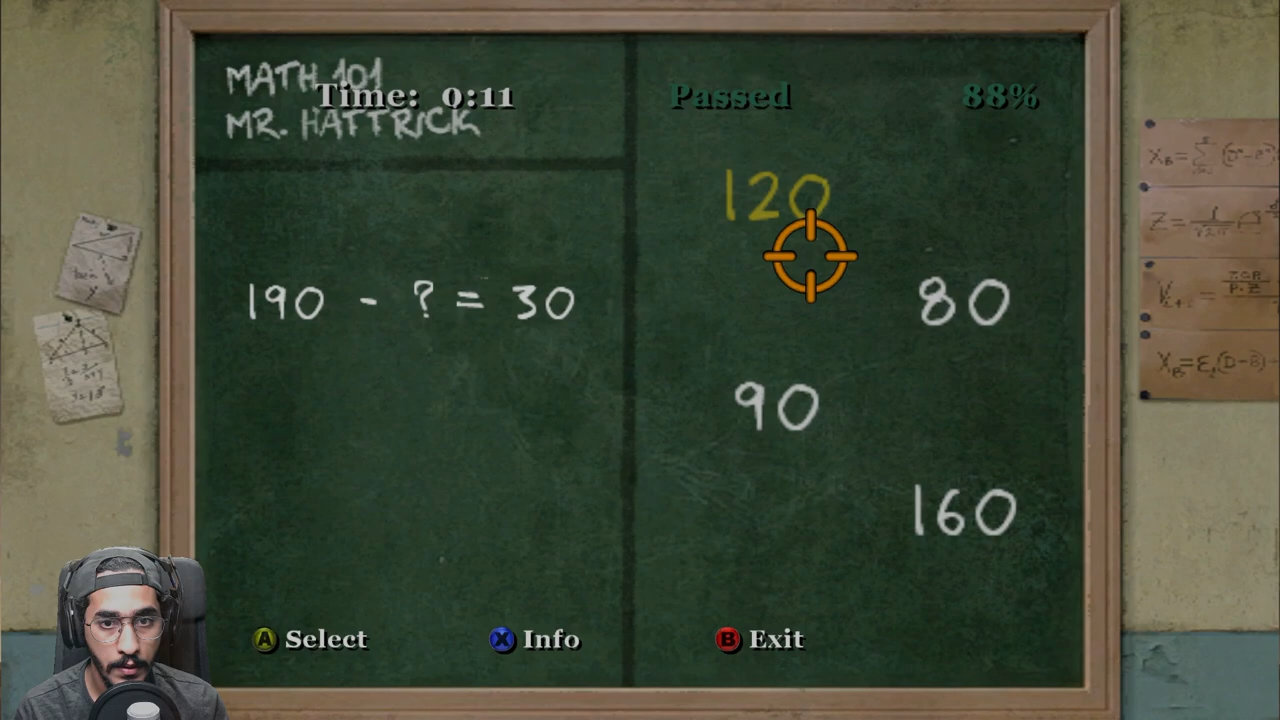 MATH 101
Time: 0:11
Passed
88%
MR. HATTRICK
120
190 - ? = 30
80
90
160
A Select
X Info
B Exit